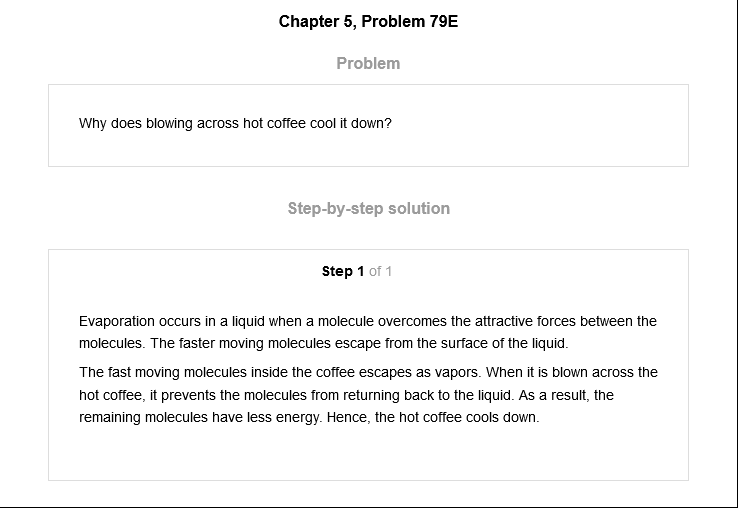 Chapter 5, Problem 79E
Problem
Why does blowing across hot coffee cool it down?
Step-by-step solution
Step 1 of 1
Evaporation occurs in a liquid when a molecule overcomes the attractive forces between the
molecules. The faster moving molecules escape from the surface of the liquid.
The fast moving molecules inside the coffee escapes as vapors. When it is blown across the
hot coffee, it prevents the molecules from returning back to the liquid. As a result, the
remaining molecules have less energy. Hence, the hot coffee cools down.